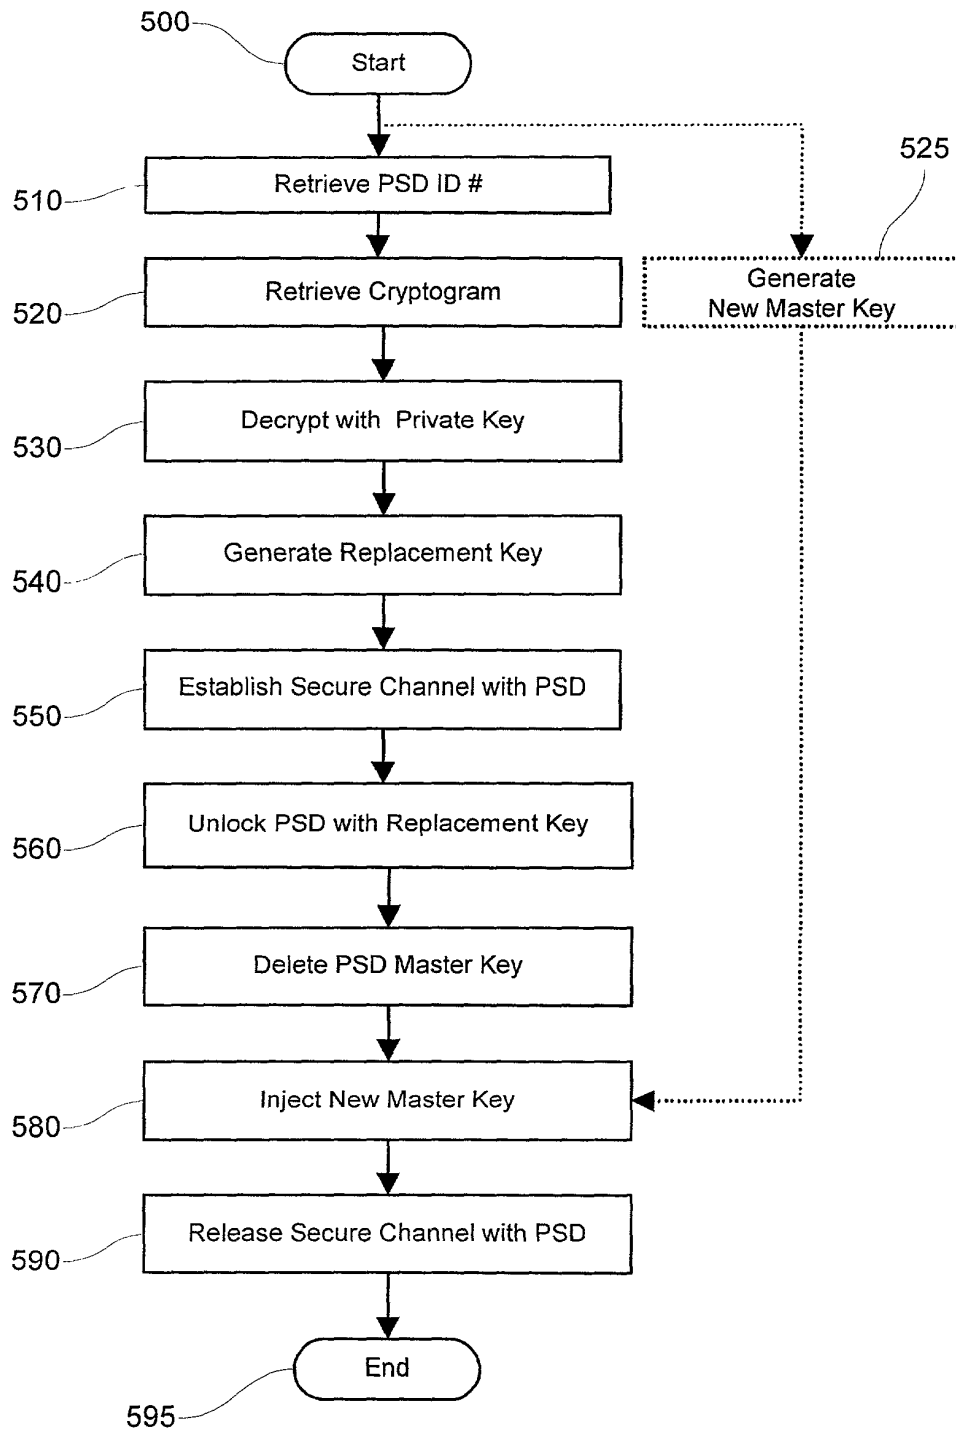 500
Start
525
510
Retrieve PSD ID #
520
Retrieve Cryptogram
Generate
New Master Key
530
Decrypt with Private Key
540
Generate Replacement Key
550
Establish Secure Channel with PSD
560
Unlock PSD with Replacement Key
570
Delete PSD Master Key
580
Inject New Master Key
590
Release Secure Channel with PSD
End
595